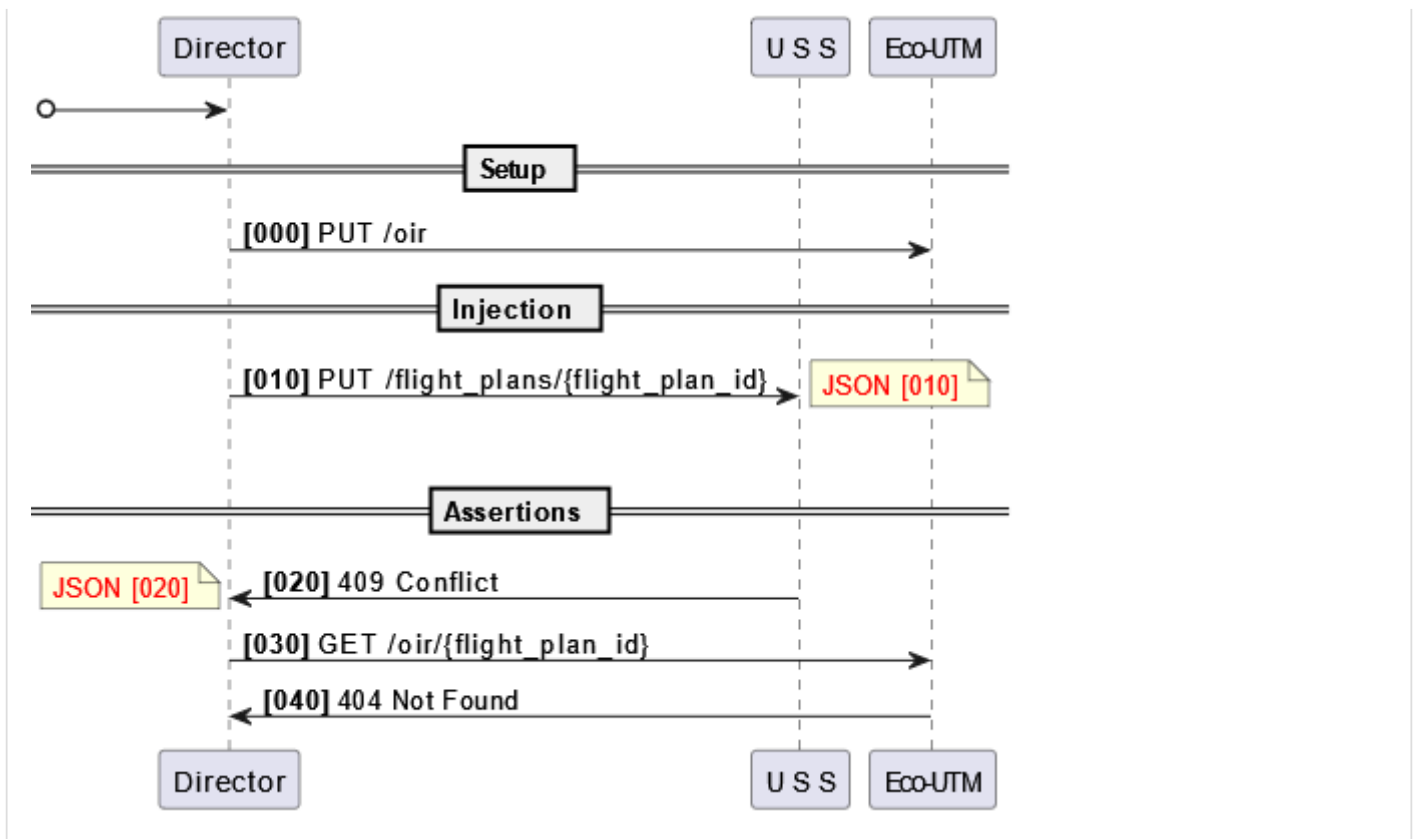 Director
U S S
Eco-UTM
Setup
[000] PUT /oir
Injection
[010] PUT /flight_plans/{flight_plan_id}
JSON [010]
Assertions
JSON [020]
[020] 409 Conflict
[030] GET /oir/{flight_plan_id}
[040] 404 Not Found
Director
U S S
Eco-UTM